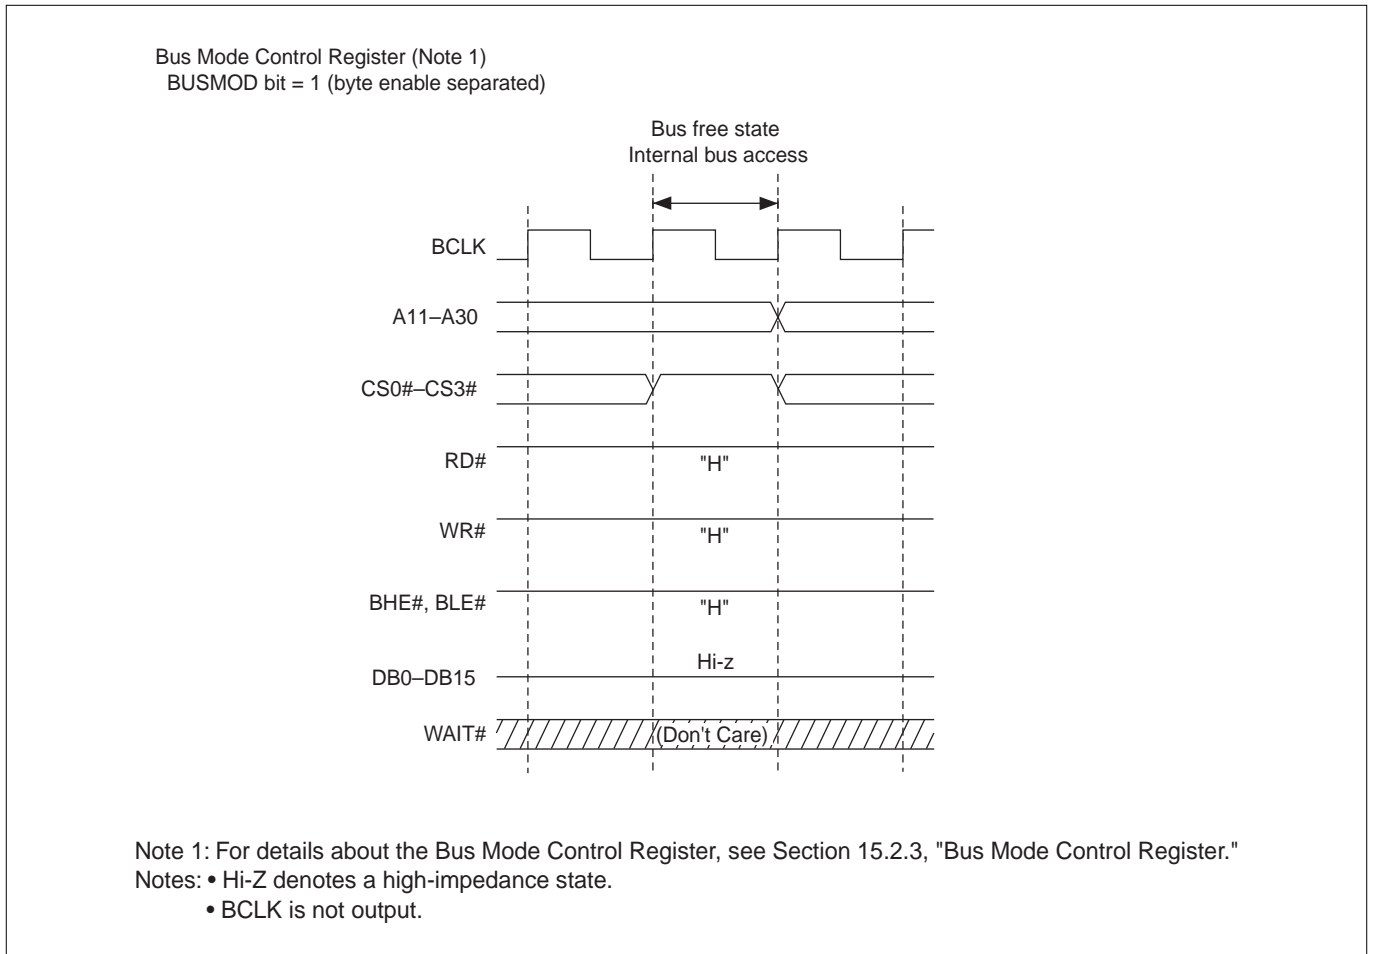 Bus Mode Control Register (Note 1)
BUSMOD bit = 1 (byte enable separated)
Bus free state
Internal bus access
BCLK
A11–A30
CS0#–CS3#
RD#
"H"
WR#
"H"
BHE#, BLE#
"H"
Hi-z
DB0–DB15
WAIT#
(Don't Care)
Note 1: For details about the Bus Mode Control Register, see Section 15.2.3, "Bus Mode Control Register."
Notes: • Hi-Z denotes a high-impedance state.
• BCLK is not output.